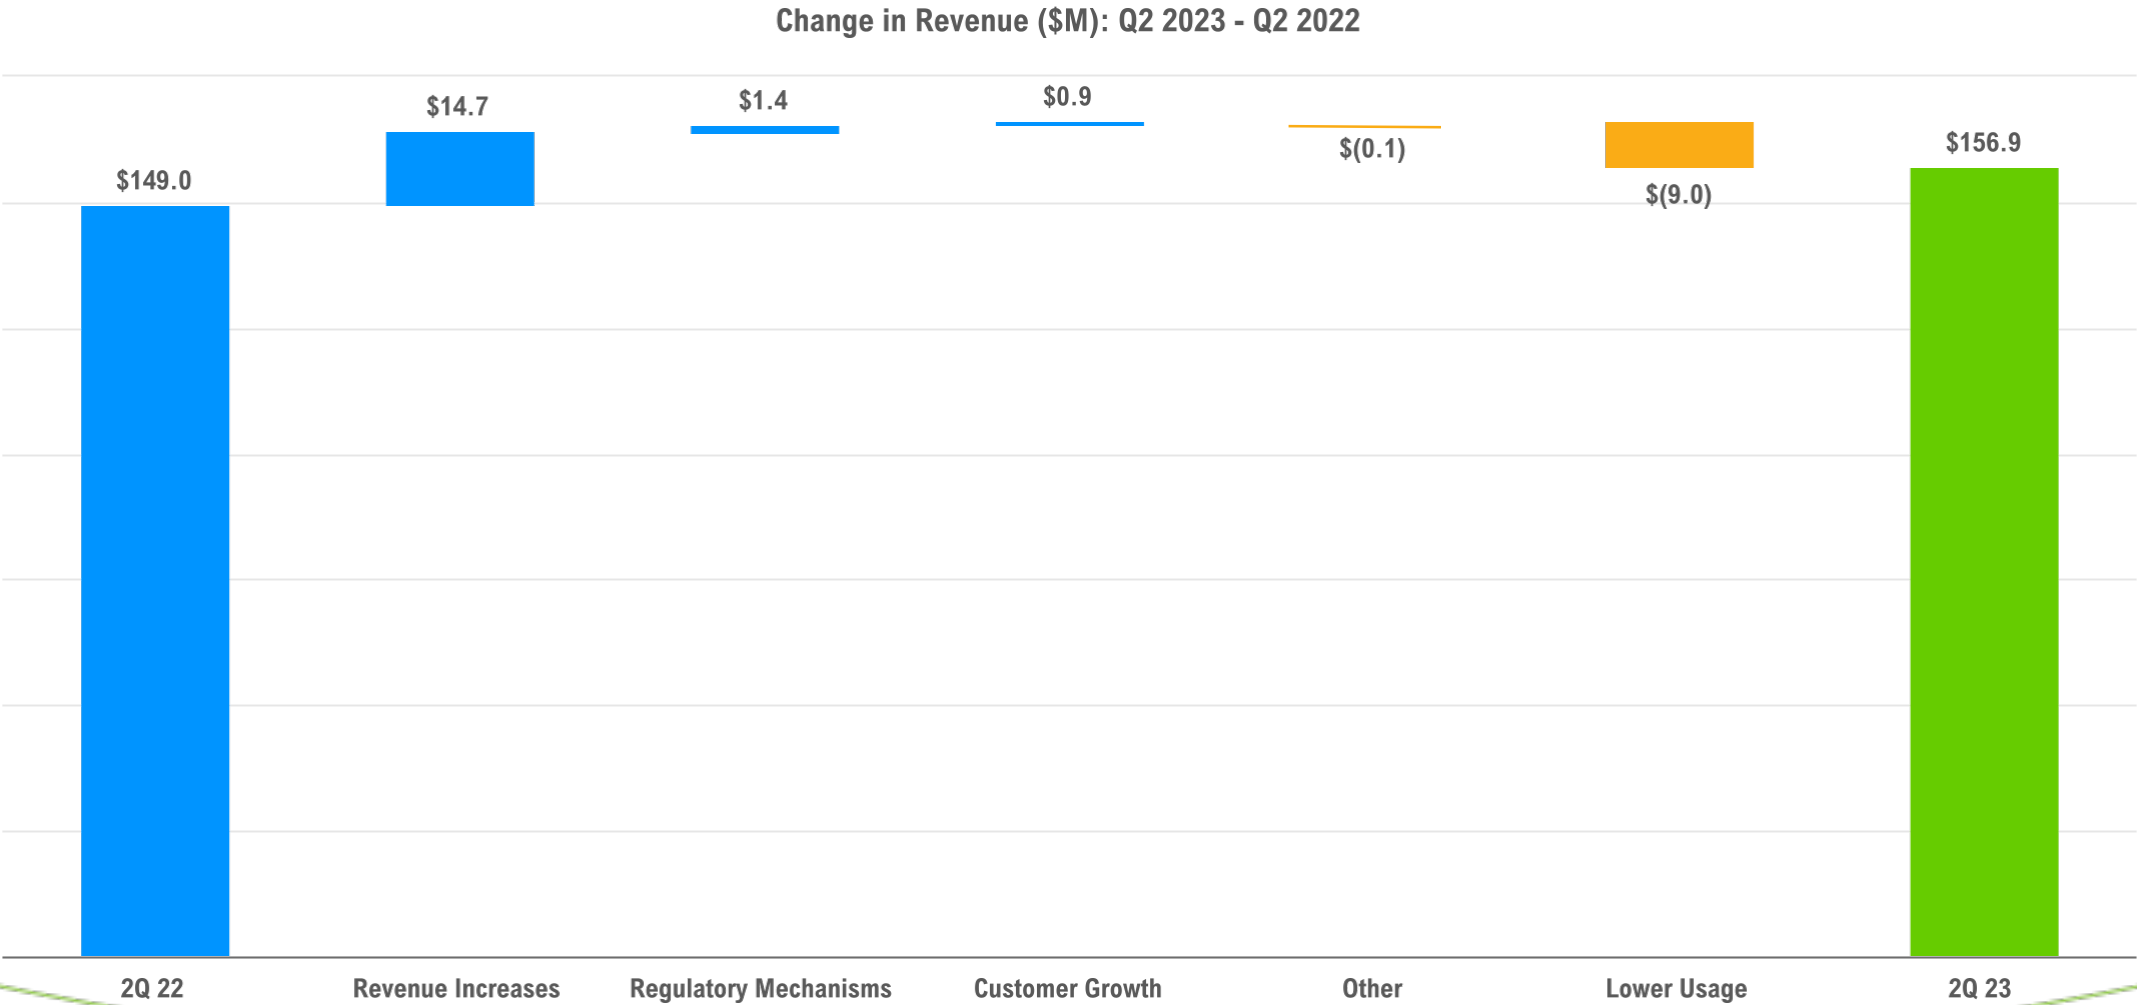 Change in Revenue ($M): Q2 2023 - Q2 2022
$149.0
$14.7
$1.4
$0.9
$(0.1)
$(9.0)
$156.9
2Q 22
Revenue Increases
Regulatory Mechanisms
Customer Growth
Other
Lower Usage
2Q 23